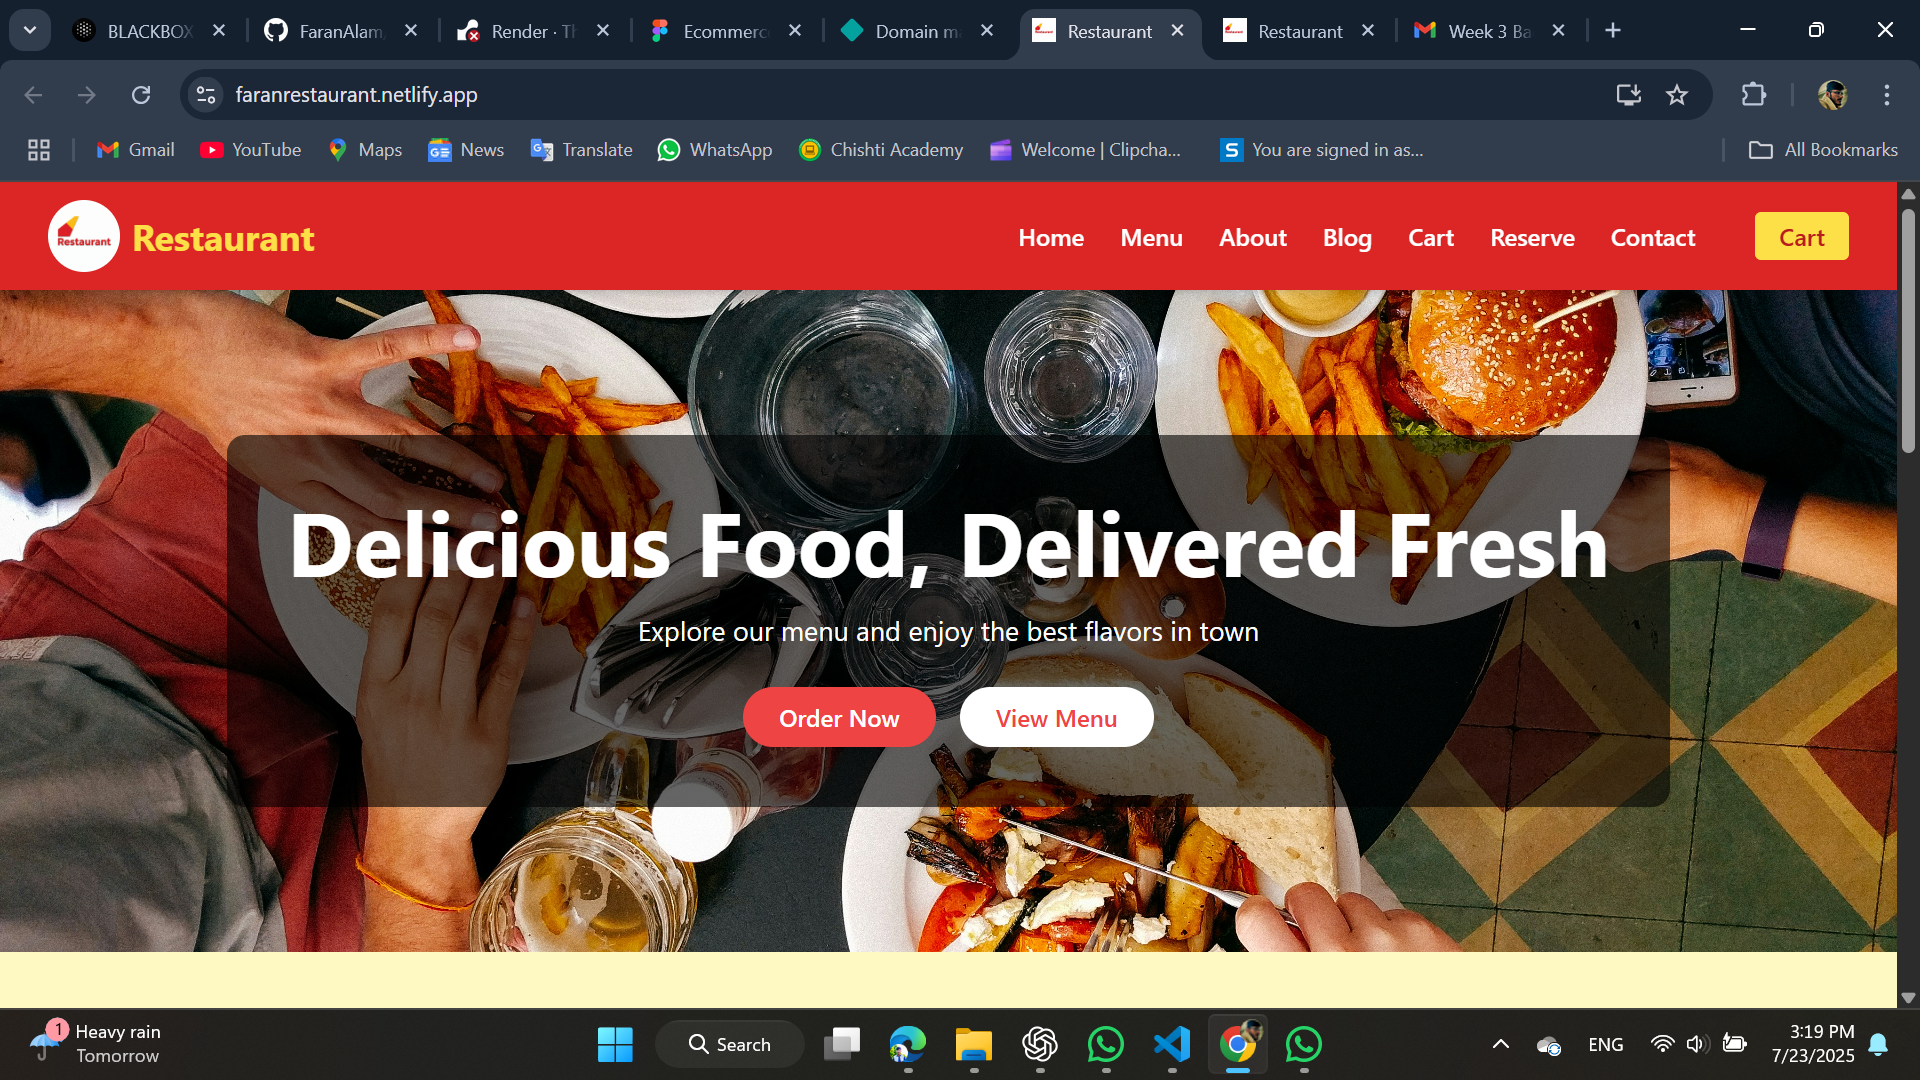 BLACKBOX
FaranAlam
Render · Th
Ecommerc
Domain ma
Restaurant
Restaurant
Week 3 Ba
faranrestaurant.netlify.app
Gmail
YouTube
Maps
News
Translate
WhatsApp
Chishti Academy
Welcome | Clipcha...
You are signed in as...
All Bookmarks
Restaurant
Restaurant
Home
Menu
About
Blog
Cart
Reserve
Contact
Cart
Delicious Food, Delivered Fresh
Explore our menu and enjoy the best flavors in town
Order Now
View Menu
1
Heavy rain
Tomorrow
Search
ENG
3:19 PM
7/23/2025